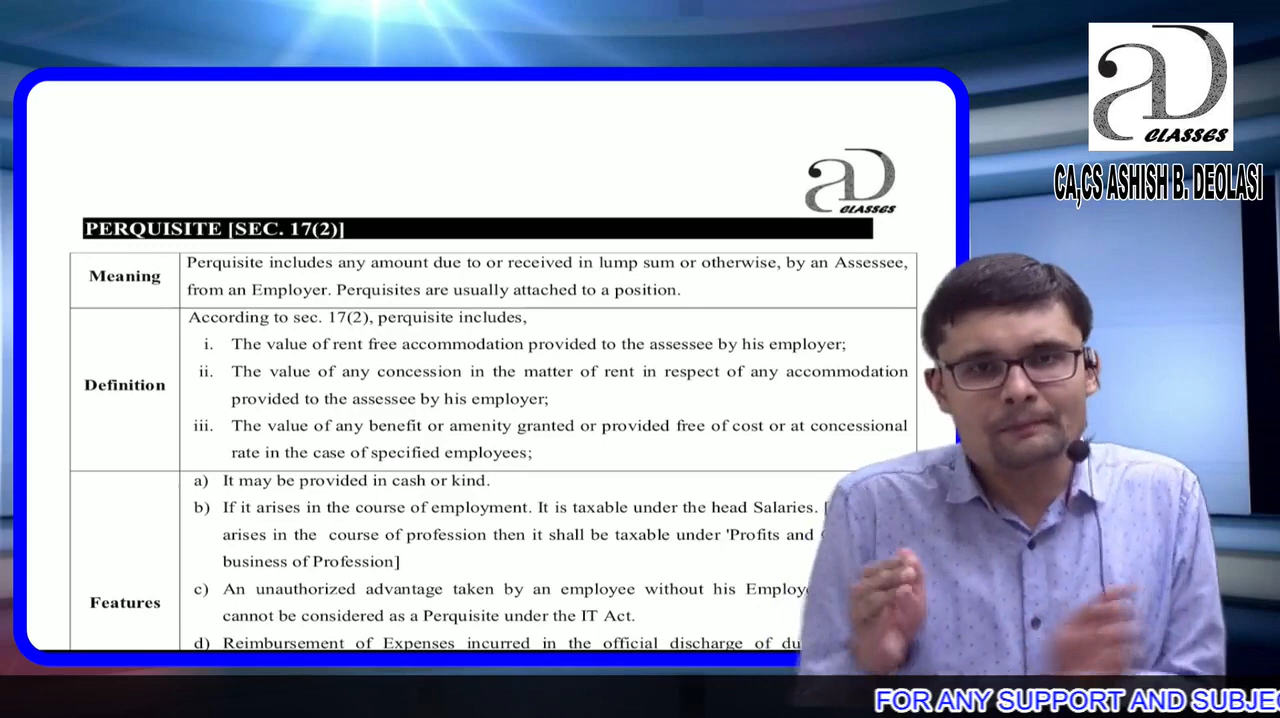 aD
CLASSES
CA,CS ASHISH B. DEOLASI
aD
CLASSES
PERQUISITE [SEC. 17(2)]
Meaning
Perquisite includes any amount due to or received in lump sum or otherwise, by an Assessee,
from an Employer. Perquisites are usually attached to a position.
Definition
According to sec. 17(2), perquisite includes,
i. The value of rent free accommodation provided to the assessee by his employer;
ii. The value of any concession in the matter of rent in respect of any accommodation
provided to the assessee by his employer;
iii. The value of any benefit or amenity granted or provided free of cost or at concessional
rate in the case of specified employees;
Features
a) It may be provided in cash or kind.
b) If it arises in the course of employment. It is taxable under the head Salaries. [
arises in the course of profession then it shall be taxable under 'Profits and
business of Profession]
c) An unauthorized advantage taken by an employee without his
cannot be considered as a Perquisite under the IT Act.
d) Reimbursement of Expenses incurred in the official discharge of
FOR ANY SUPPORT AND